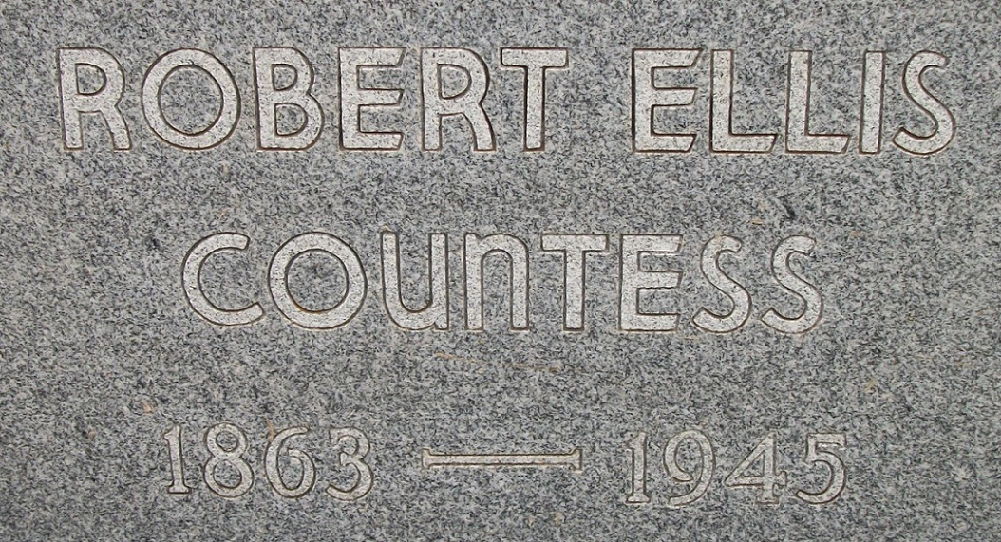 ROBERT ELLIS
COUNTESS
1863 — 1945